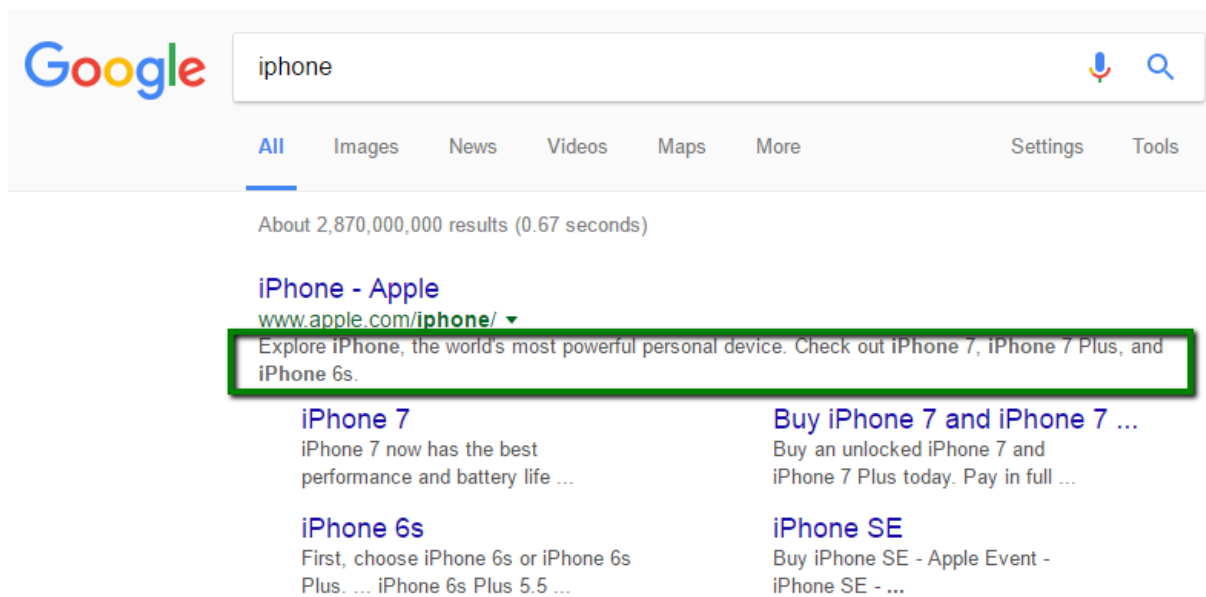 Google
iphone
All Images News Videos Maps More Settings Tools
About 2,870,000,000 results (0.67 seconds)
iPhone - Apple
www.apple.com/iphone/
Explore iPhone, the world's most powerful personal device. Check out iPhone 7, iPhone 7 Plus, and
iPhone 6s.
iPhone 7
iPhone 7 now has the best
performance and battery life ...
Buy iPhone 7 and iPhone 7 ...
Buy an unlocked iPhone 7 and
iPhone 7 Plus today. Pay in full ...
iPhone 6s
First, choose iPhone 6s or iPhone 6s
Plus. ... iPhone 6s Plus 5.5 ...
iPhone SE
Buy iPhone SE - Apple Event -
iPhone SE - ...